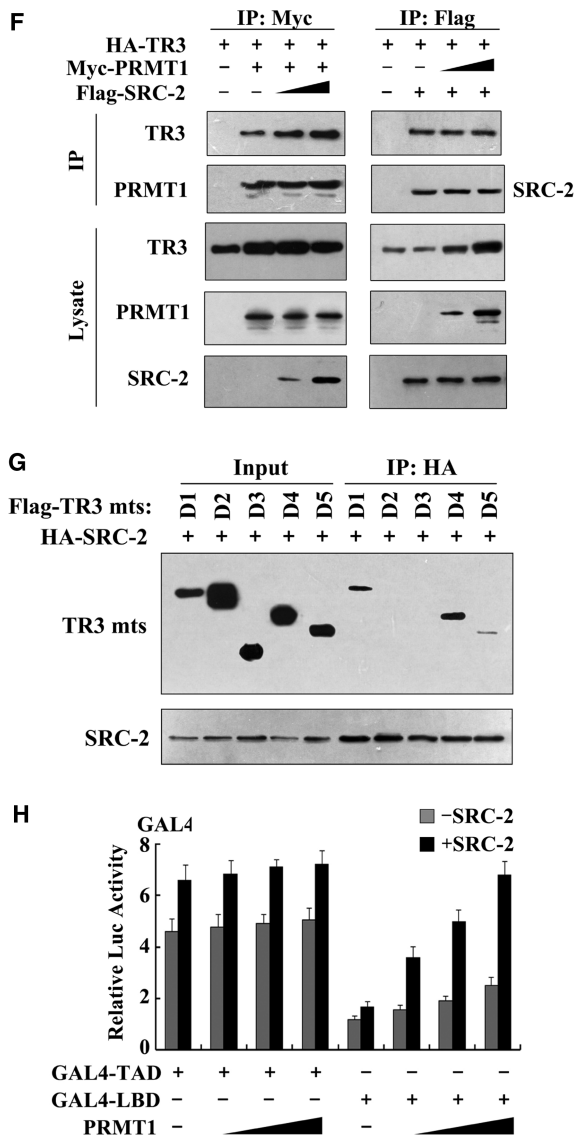 F
IP: Myc IP: Flag
HA-TR3 + + + + + + + +
Myc-PRMT1 − + + + − −
Flag-SRC-2 − − − + + +
IP
TR3
PRMT1 SRC-2
Lysate
TR3
PRMT1
SRC-2
G
Input IP: HA
Flag-TR3 mts: D1 D2 D3 D4 D5 D1 D2 D3 D4 D5
HA-SRC-2 + + + + + + + + + +
TR3 mts
SRC-2
H
GAL4
−SRC-2
+SRC-2
Relative Luc Activity
8
6
4
2
0
GAL4-TAD + + + + − − − −
GAL4-LBD − − − − + + + +
PRMT1 − −